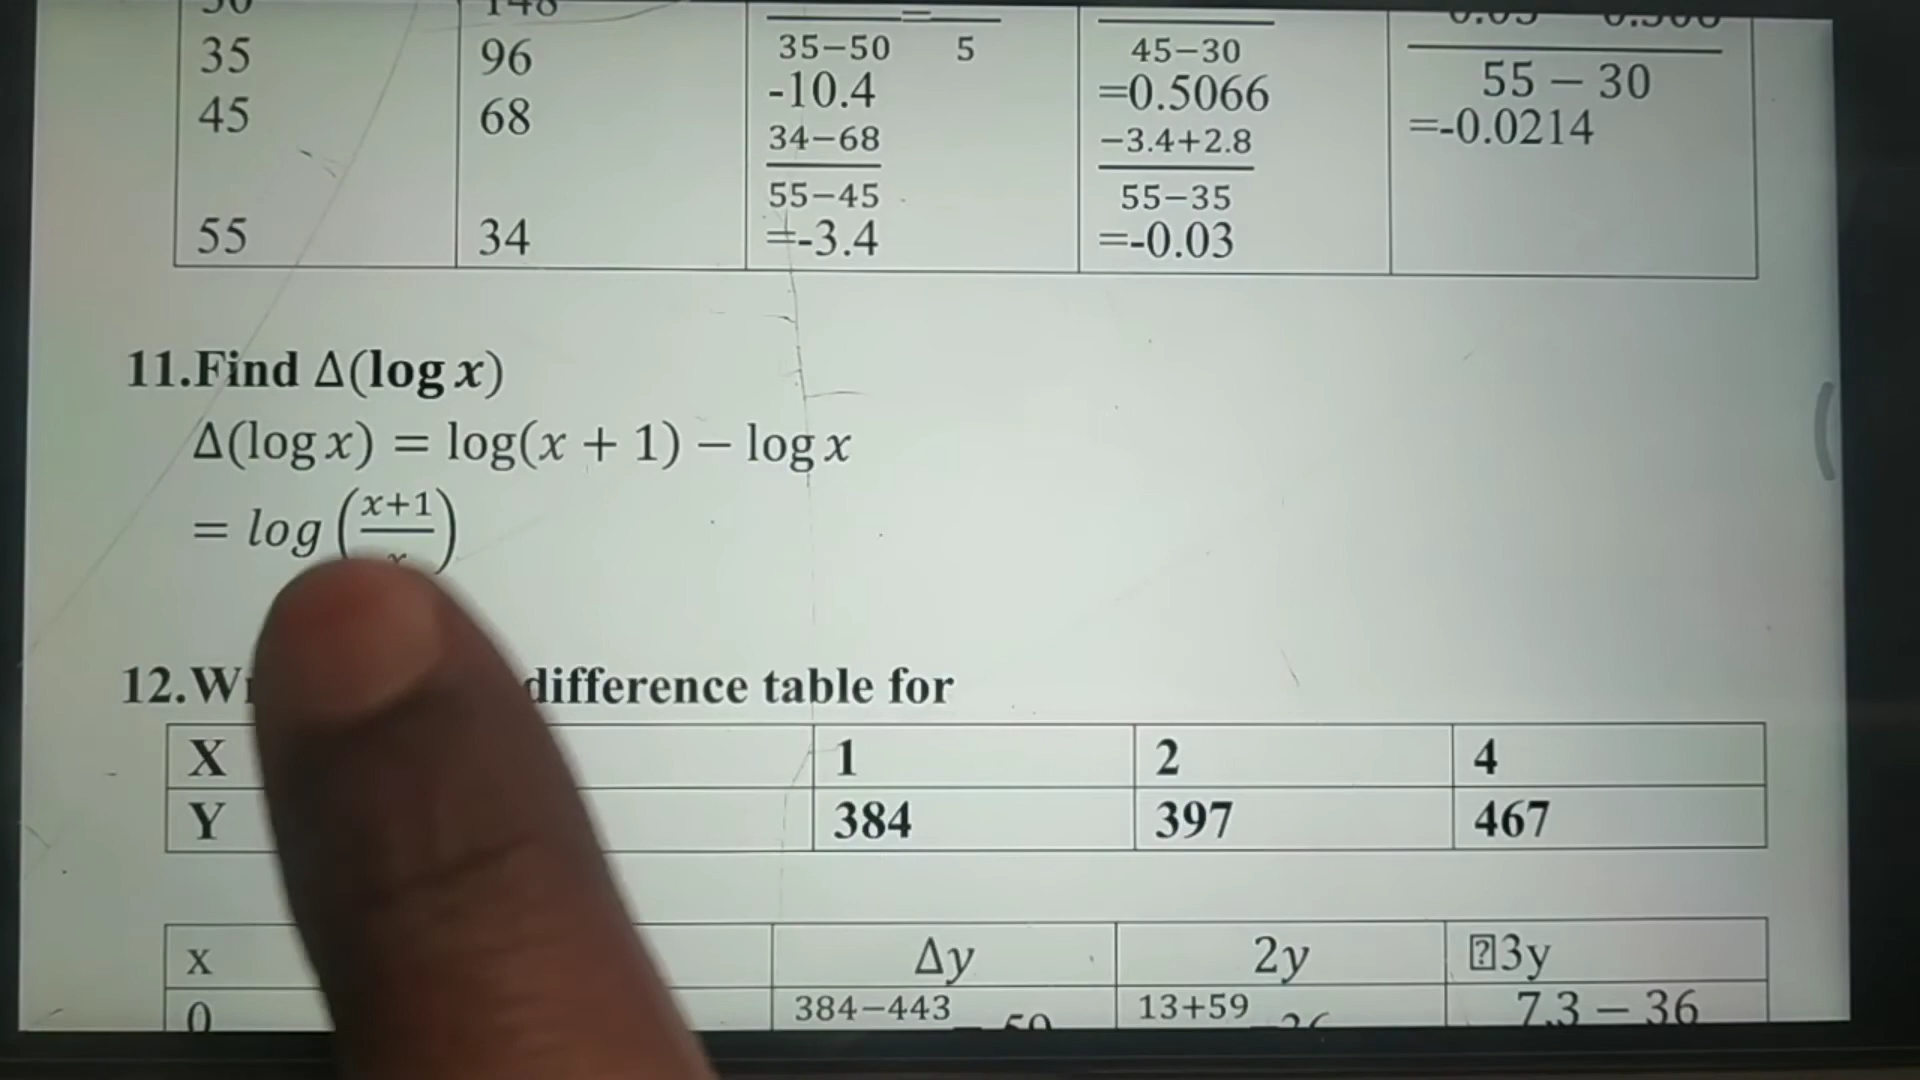 35 96 35−50 5 45−30 55 − 30
45 68 -10.4 =0.5066 =-0.0214
34−68 −3.4+2.8
55−45 55−35
55 34 =-3.4 =-0.03
11.Find Δ(log x)
Δ(log x) = log(x + 1) − log x
= log (x+1/x)
12. difference table for
X 1 2 4
Y 384 397 467
x Δy 2y 3y
0 384−443 13+59 7.3 − 36